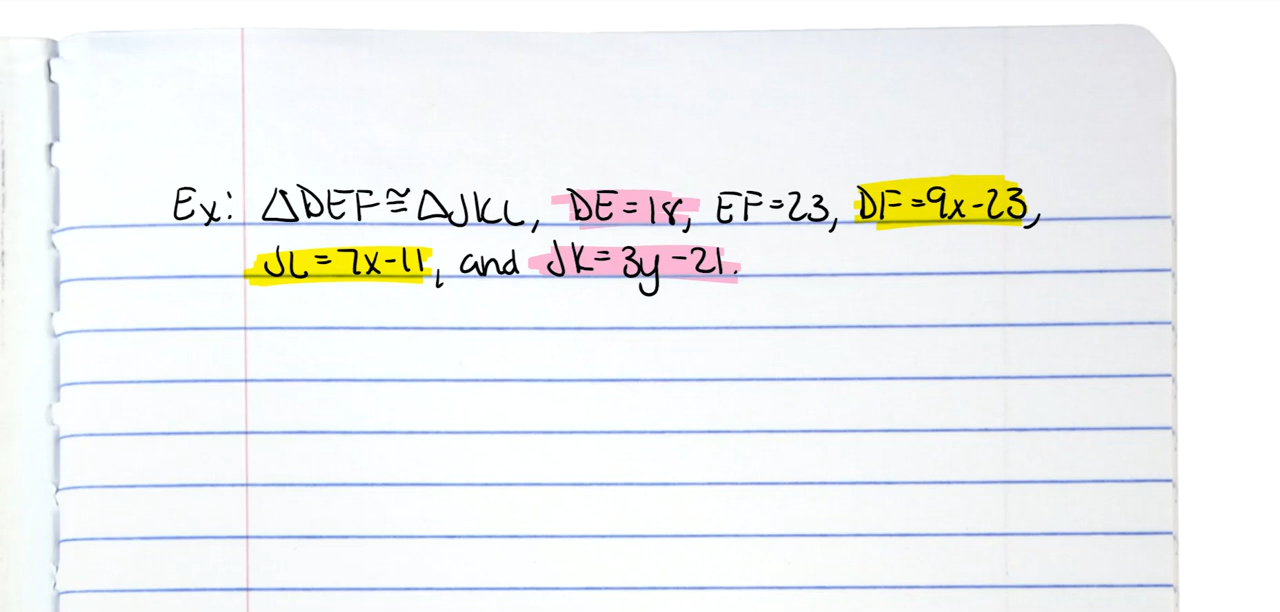 Ex: △DEF ≅ △JKL, DE = 18, EF = 23, DF = 9x - 23,
JL = 7x - 11, and JK = 3y - 21.